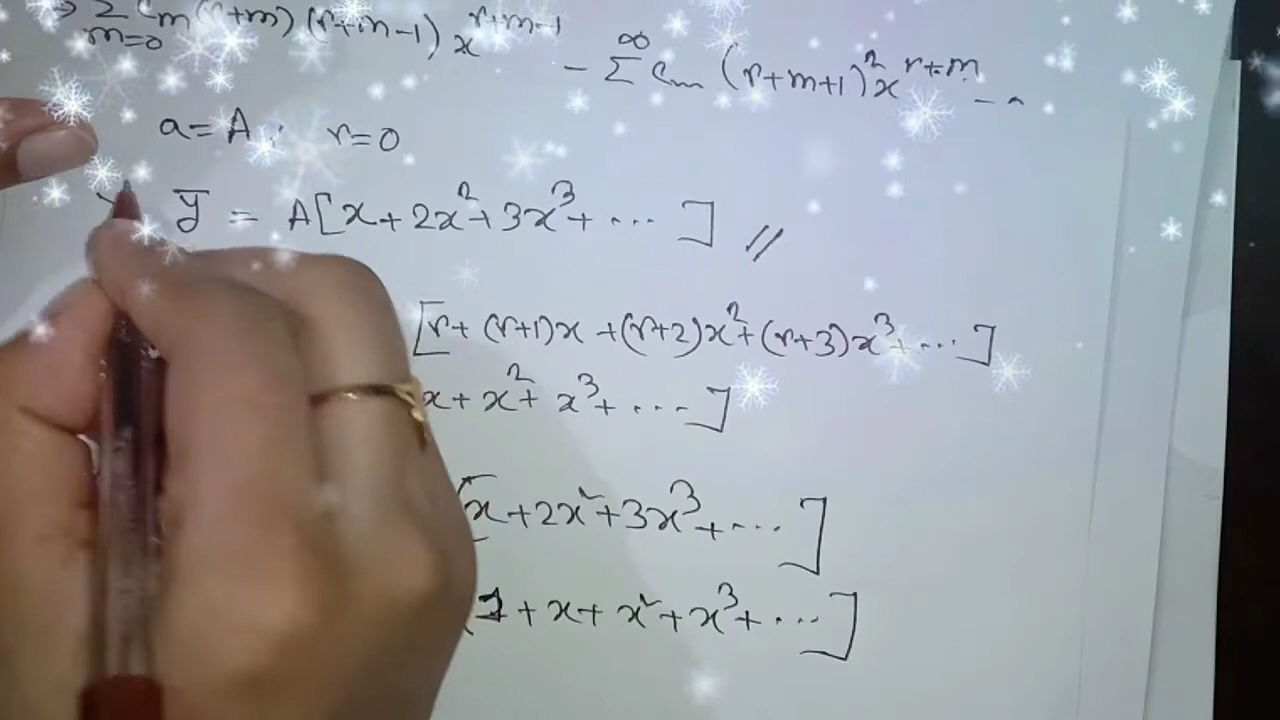 Σ m=0 Cm (r+m) (r+m-1) x^{r+m-1} - Σ^∞ Cm (r+m+1)² x^{r+m} - -
a = A ; r=0
ȳ = A[x+2x²+3x³+ ... ] //
[r+ (r+1)x +(r+2)x²+(r+3)x³+ ... ]
x+ x²+ x³+ .... ]
[x+2x²+3x³+ ... ]
1 + x+ x²+x³+ ... ]